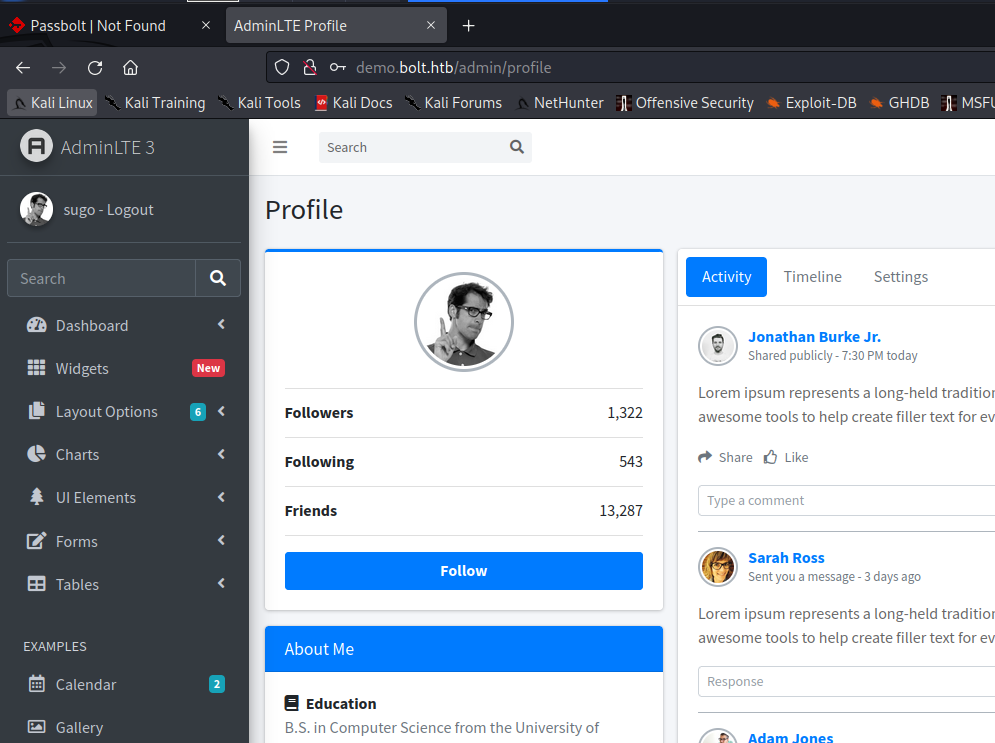 Passbolt | Not Found
AdminLTE Profile
demo.bolt.htb/admin/profile
Kali Linux Kali Training Kali Tools Kali Docs Kali Forums NetHunter Offensive Security Exploit-DB GHDB MSFU
AdminLTE 3
sugo - Logout
Search
Dashboard
Widgets New
Layout Options 6
Charts
UI Elements
Forms
Tables
EXAMPLES
Calendar 2
Gallery
Search
Profile
Followers 1,322
Following 543
Friends 13,287
Follow
About Me
Education
B.S. in Computer Science from the University of
Activity Timeline Settings
Jonathan Burke Jr.
Shared publicly - 7:30 PM today
Lorem ipsum represents a long-held tradition
awesome tools to help create filler text for ev
Share Like
Type a comment
Sarah Ross
Sent you a message - 3 days ago
Lorem ipsum represents a long-held tradition
awesome tools to help create filler text for ev
Response
Adam Jones